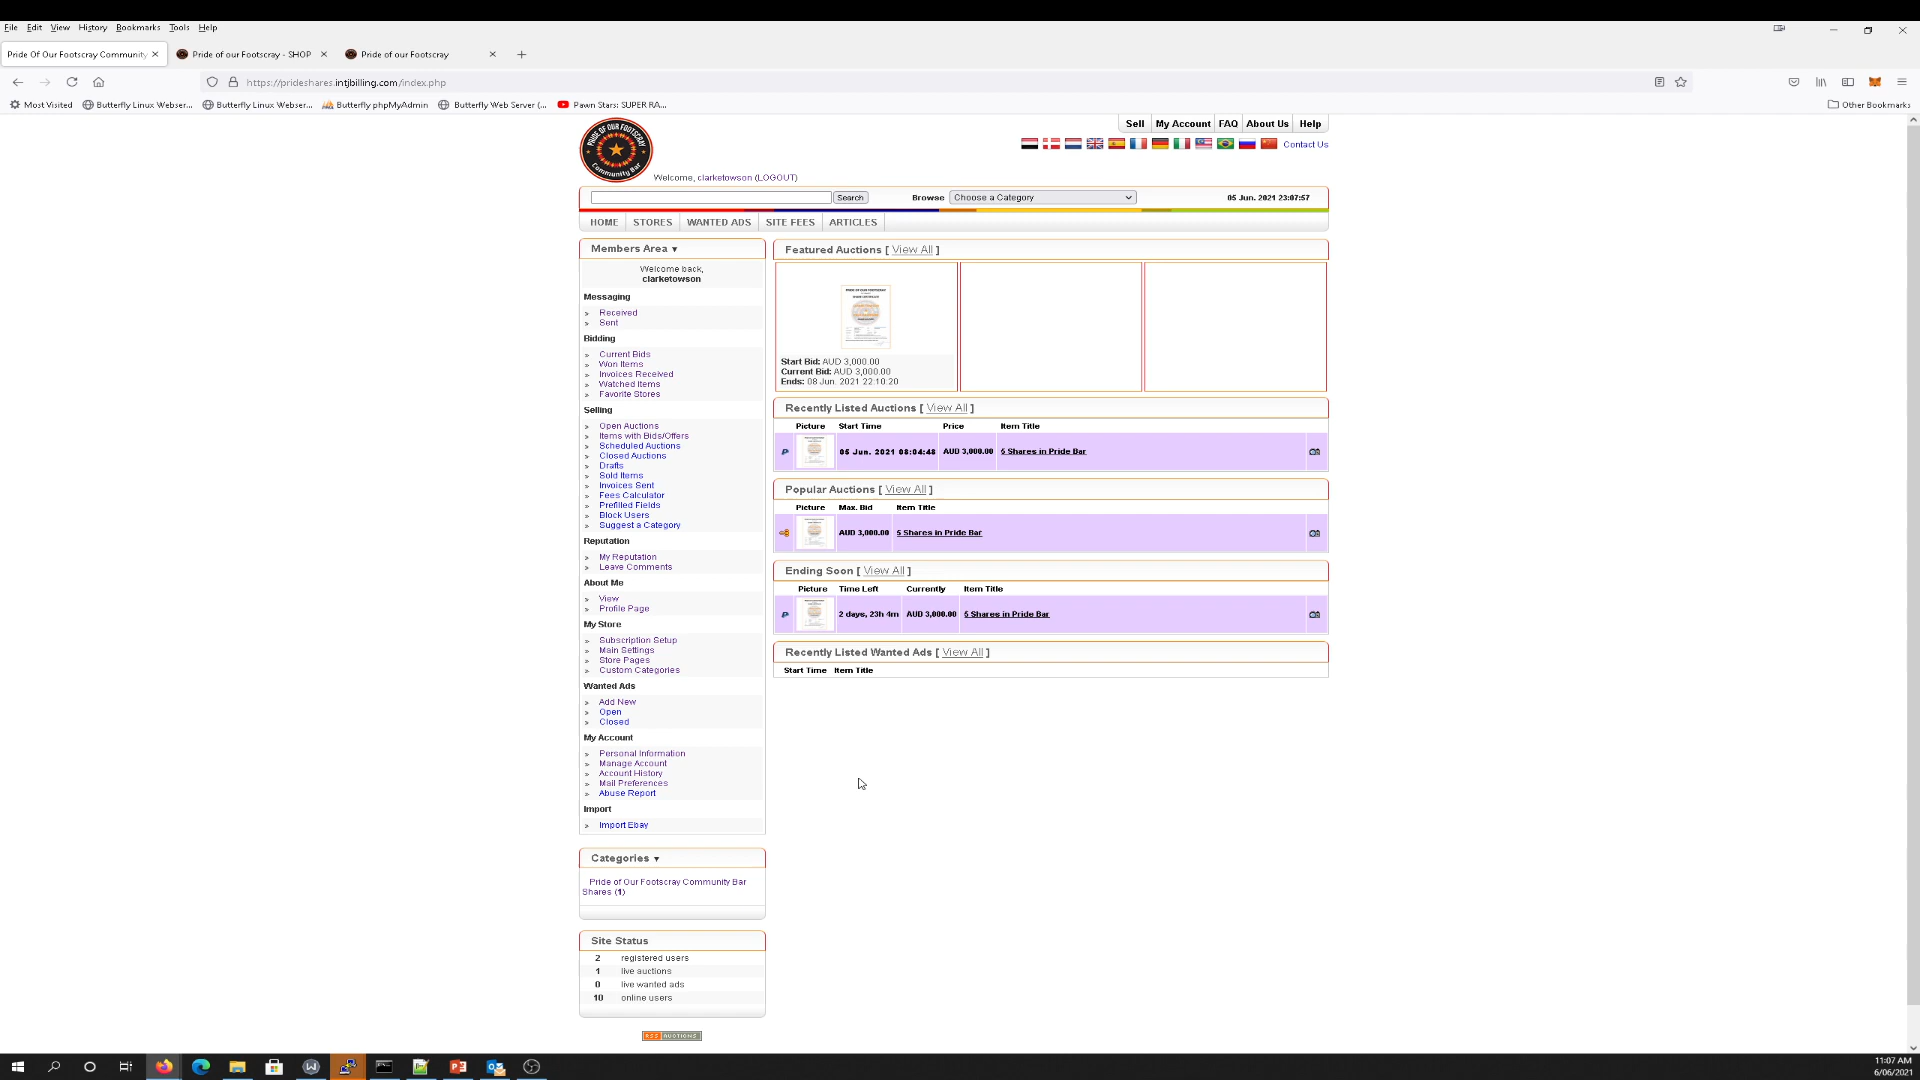 File Edit View History Bookmarks Tools Help
Pride Of Our Footscray Community
Pride of our Footscray - SHOP
Pride of our Footscray
https://prideshares.intjbilling.com/index.php
Most Visited
Butterfly Linux Webser...
Butterfly Linux Webser...
Butterfly phpMyAdmin
Butterfly Web Server (...
Pawn Stars: SUPER RA...
Other Bookmarks
PRIDE OF OUR FOOTSCRAY
Community Bar
Sell My Account FAQ About Us Help
Contact Us
Welcome, clarketowson (LOGOUT)
Search
Browse
Choose a Category
05 Jun. 2021 23:07:57
HOME STORES WANTED ADS SITE FEES ARTICLES
Members Area
Welcome back,
clarketowson
Messaging
» Received
» Sent
Bidding
» Current Bids
» Won Items
» Invoices Received
» Watched Items
» Favorite Stores
Selling
» Open Auctions
» Items with Bids/Offers
» Scheduled Auctions
» Closed Auctions
» Drafts
» Sold Items
» Invoices Sent
» Fees Calculator
» Prefilled Fields
» Block Users
» Suggest a Category
Reputation
» My Reputation
» Leave Comments
About Me
» View
» Profile Page
My Store
» Subscription Setup
» Main Settings
» Store Pages
» Custom Categories
Wanted Ads
» Add New
» Open
» Closed
My Account
» Personal Information
» Manage Account
» Account History
» Mail Preferences
» Abuse Report
Import
» Import Ebay
Categories
Pride of Our Footscray Community Bar
Shares (1)
Site Status
2 registered users
1 live auctions
0 live wanted ads
10 online users
RSS AUCTIONS
Featured Auctions [ View All ]
PRIDE OF OUR FOOTSCRAY
Start Bid: AUD 3,000.00
Current Bid: AUD 3,000.00
Ends: 08 Jun. 2021 22:10:20
Recently Listed Auctions [ View All ]
Picture Start Time Price Item Title
05 Jun. 2021 08:04:48 AUD 3,000.00 5 Shares in Pride Bar
Popular Auctions [ View All ]
Picture Max. Bid Item Title
AUD 3,000.00 5 Shares in Pride Bar
Ending Soon [ View All ]
Picture Time Left Currently Item Title
2 days, 23h 4m AUD 3,000.00 5 Shares in Pride Bar
Recently Listed Wanted Ads [ View All ]
Start Time Item Title
11:07 AM
6/06/2021